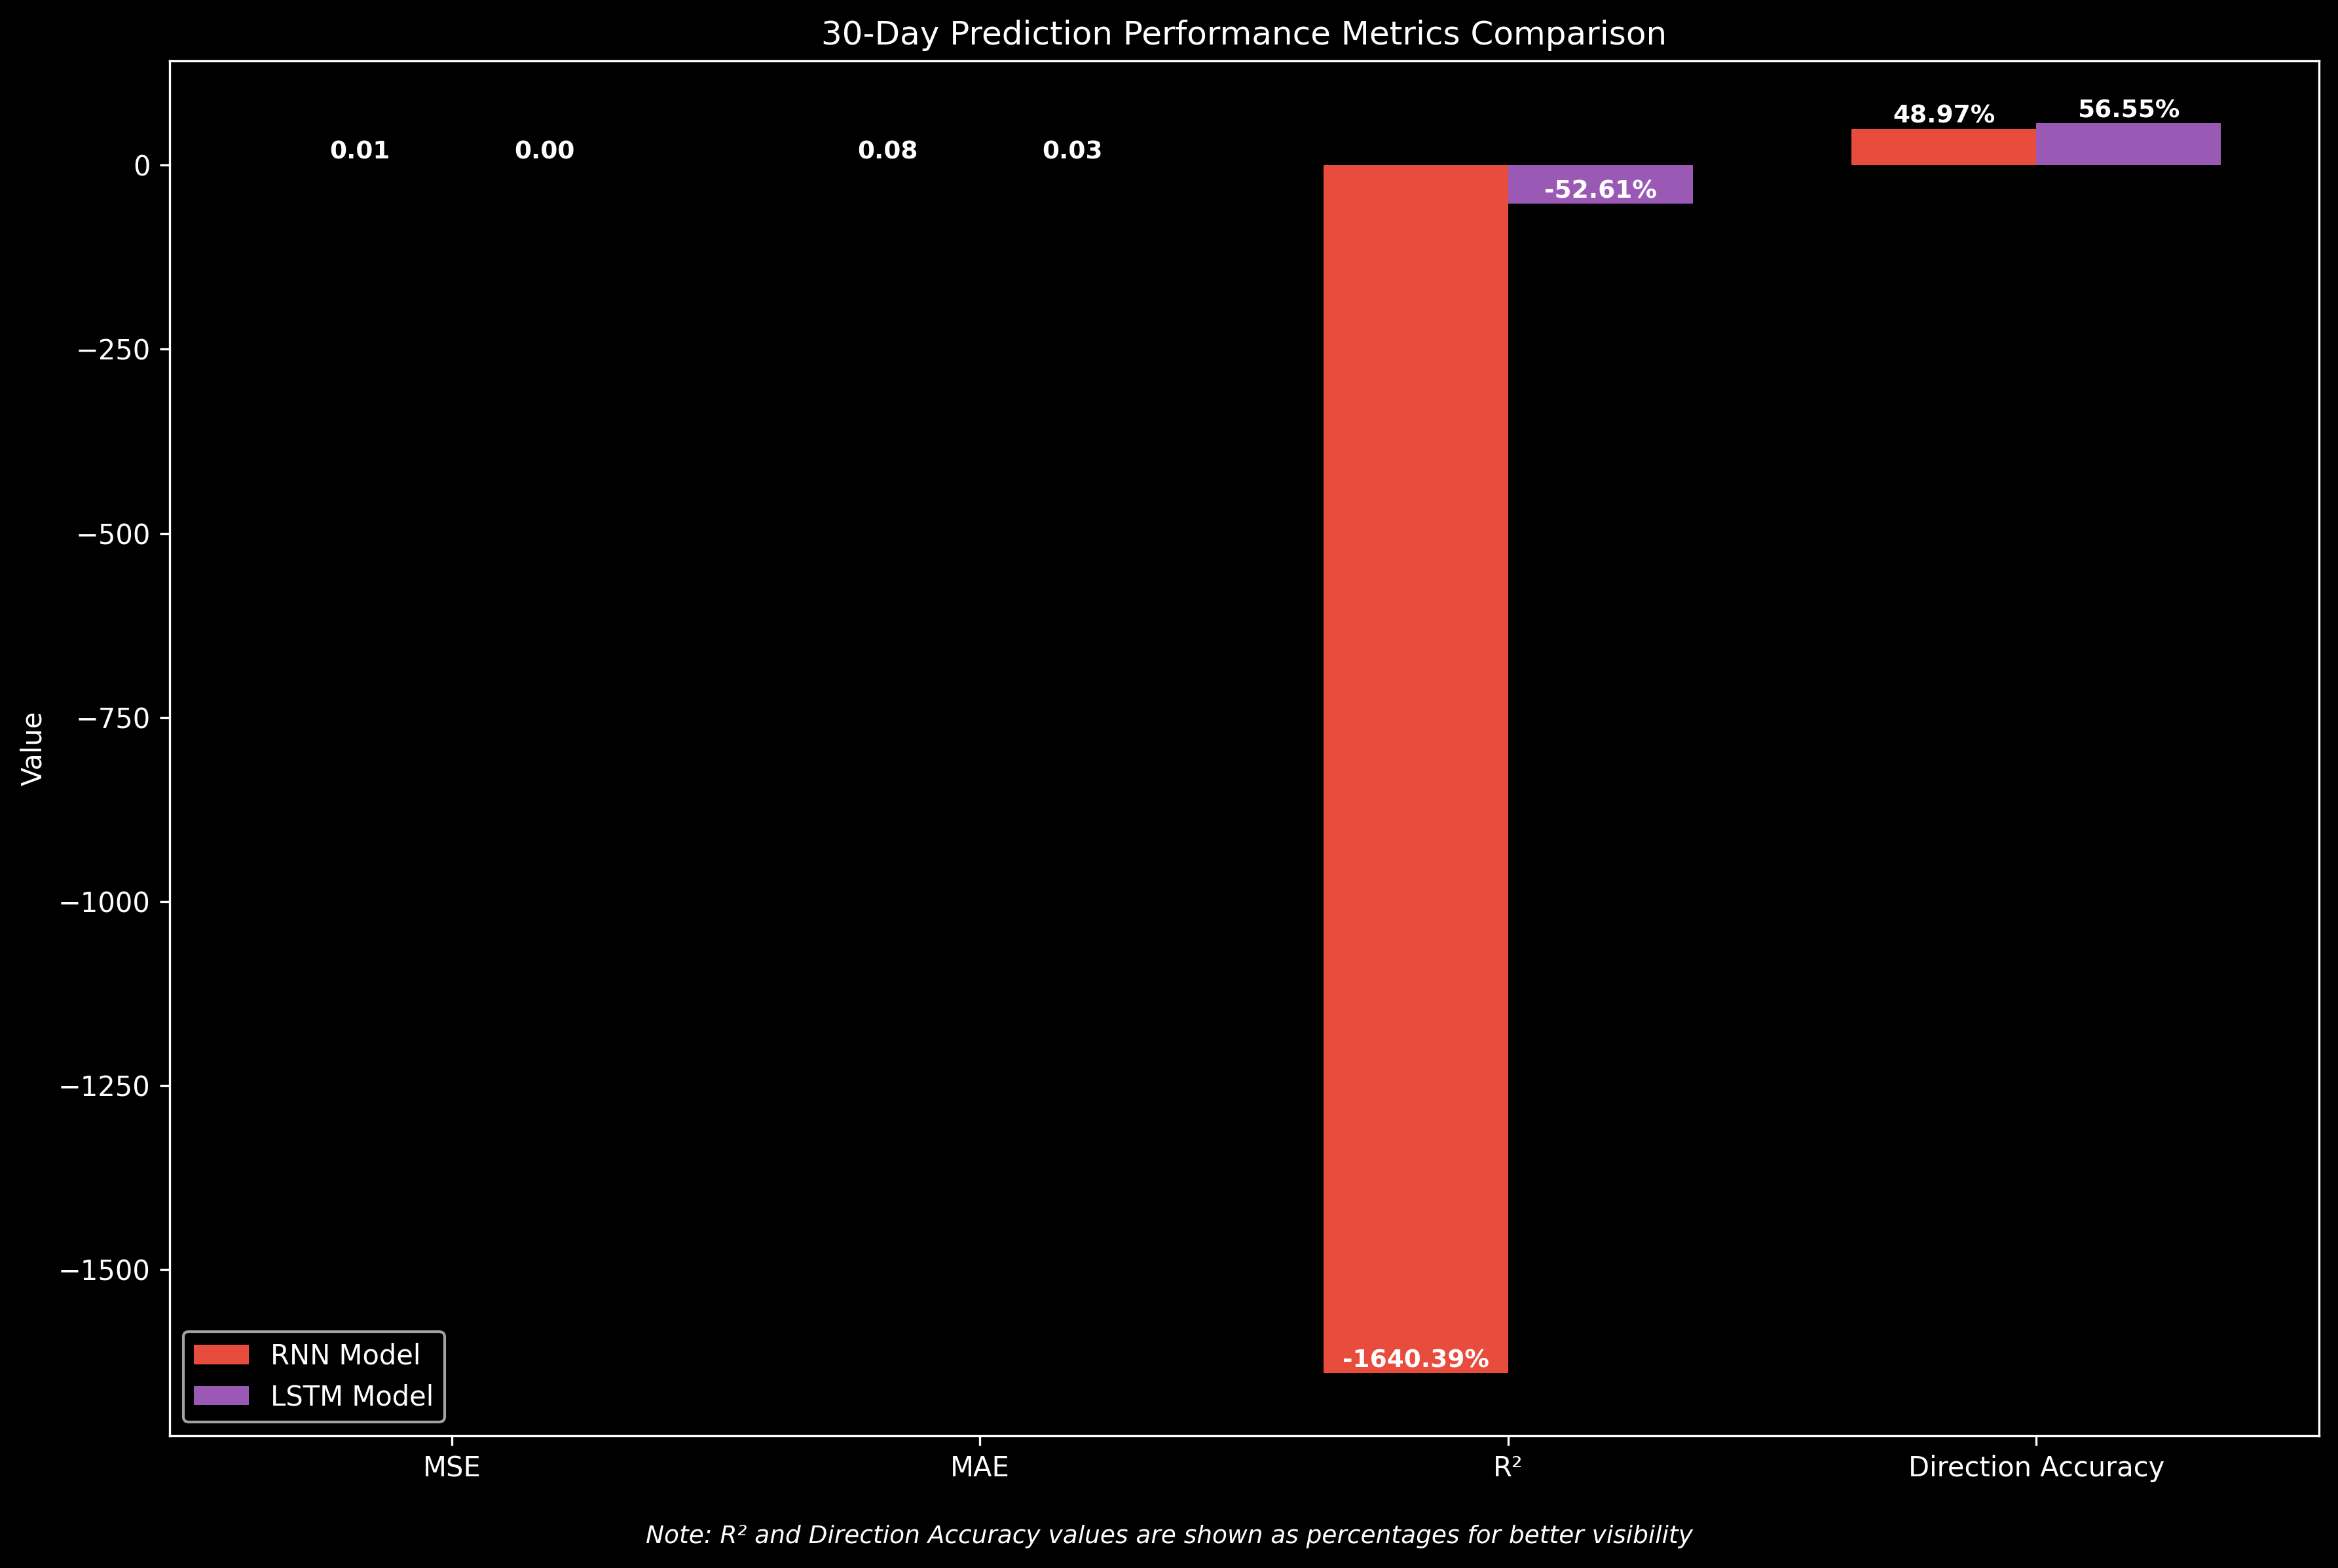 30-Day Prediction Performance Metrics Comparison
0.01
0.00
0.08
0.03
-1640.39%
-52.61%
48.97%
56.55%
Value
0
−250
−500
−750
−1000
−1250
−1500
RNN Model
LSTM Model
MSE
MAE
R²
Direction Accuracy
Note: R² and Direction Accuracy values are shown as percentages for better visibility